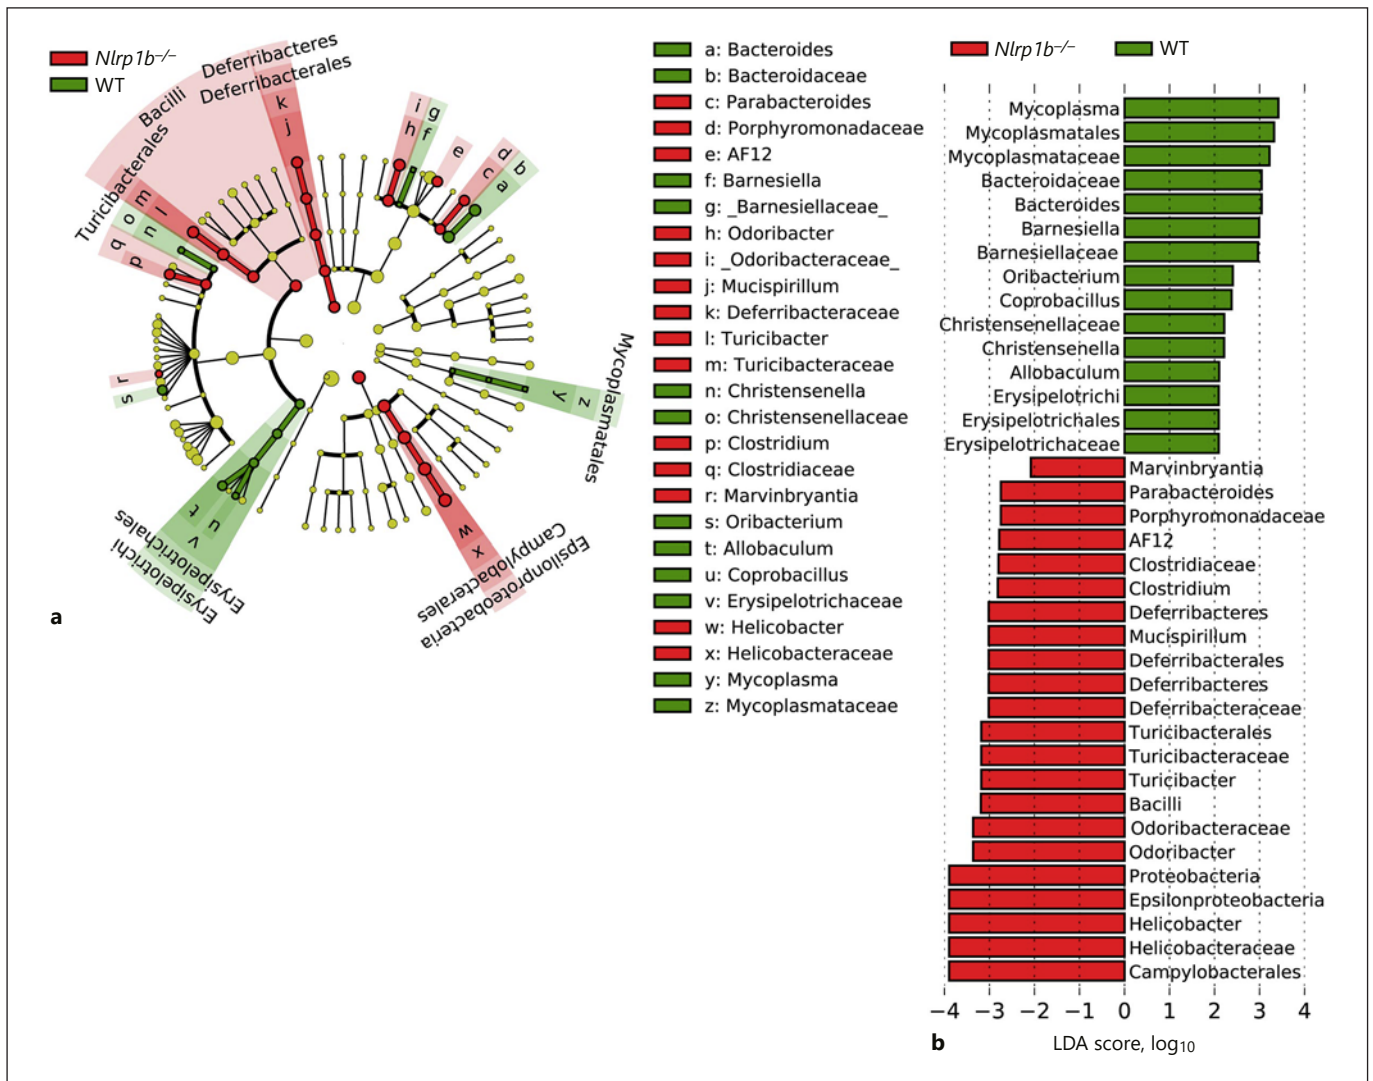 Nlrp1b–/–
WT
Deferribacteres
Deferribacterales
Bacilli
Turicibacterales
k
j
i
g
h
f
e
d
b
c
a
m
l
o
n
q
p
r
s
t
u
v
Erysipelotrichales
Erysipelotrichi
w
x
Campylobacterales
Epsilonproteobacteria
y
z
Mycoplasmatales
a
a: Bacteroides
b: Bacteroidaceae
c: Parabacteroides
d: Porphyromonadaceae
e: AF12
f: Barnesiella
g: _Barnesiellaceae_
h: Odoribacter
i: _Odoribacteraceae_
j: Mucispirillum
k: Deferribacteraceae
l: Turicibacter
m: Turicibacteraceae
n: Christensenella
o: Christensenellaceae
p: Clostridium
q: Clostridiaceae
r: Marvinbryantia
s: Oribacterium
t: Allobaculum
u: Coprobacillus
v: Erysipelotrichaceae
w: Helicobacter
x: Helicobacteraceae
y: Mycoplasma
z: Mycoplasmataceae
Nlrp1b–/– WT
Mycoplasma
Mycoplasmatales
Mycoplasmataceae
Bacteroidaceae
Bacteroides
Barnesiella
Barnesiellaceae
Oribacterium
Coprobacillus
Christensenellaceae
Christensenella
Allobaculum
Erysipelotrichi
Erysipelotrichales
Erysipelotrichaceae
Marvinbryantia
Parabacteroides
Porphyromonadaceae
AF12
Clostridiaceae
Clostridium
Deferribacteres
Mucispirillum
Deferribacterales
Deferribacteres
Deferribacteraceae
Turicibacterales
Turicibacteraceae
Turicibacter
Bacilli
Odoribacteraceae
Odoribacter
Proteobacteria
Epsilonproteobacteria
Helicobacter
Helicobacteraceae
Campylobacterales
−4 −3 −2 −1 0 1 2 3 4
b LDA score, log10